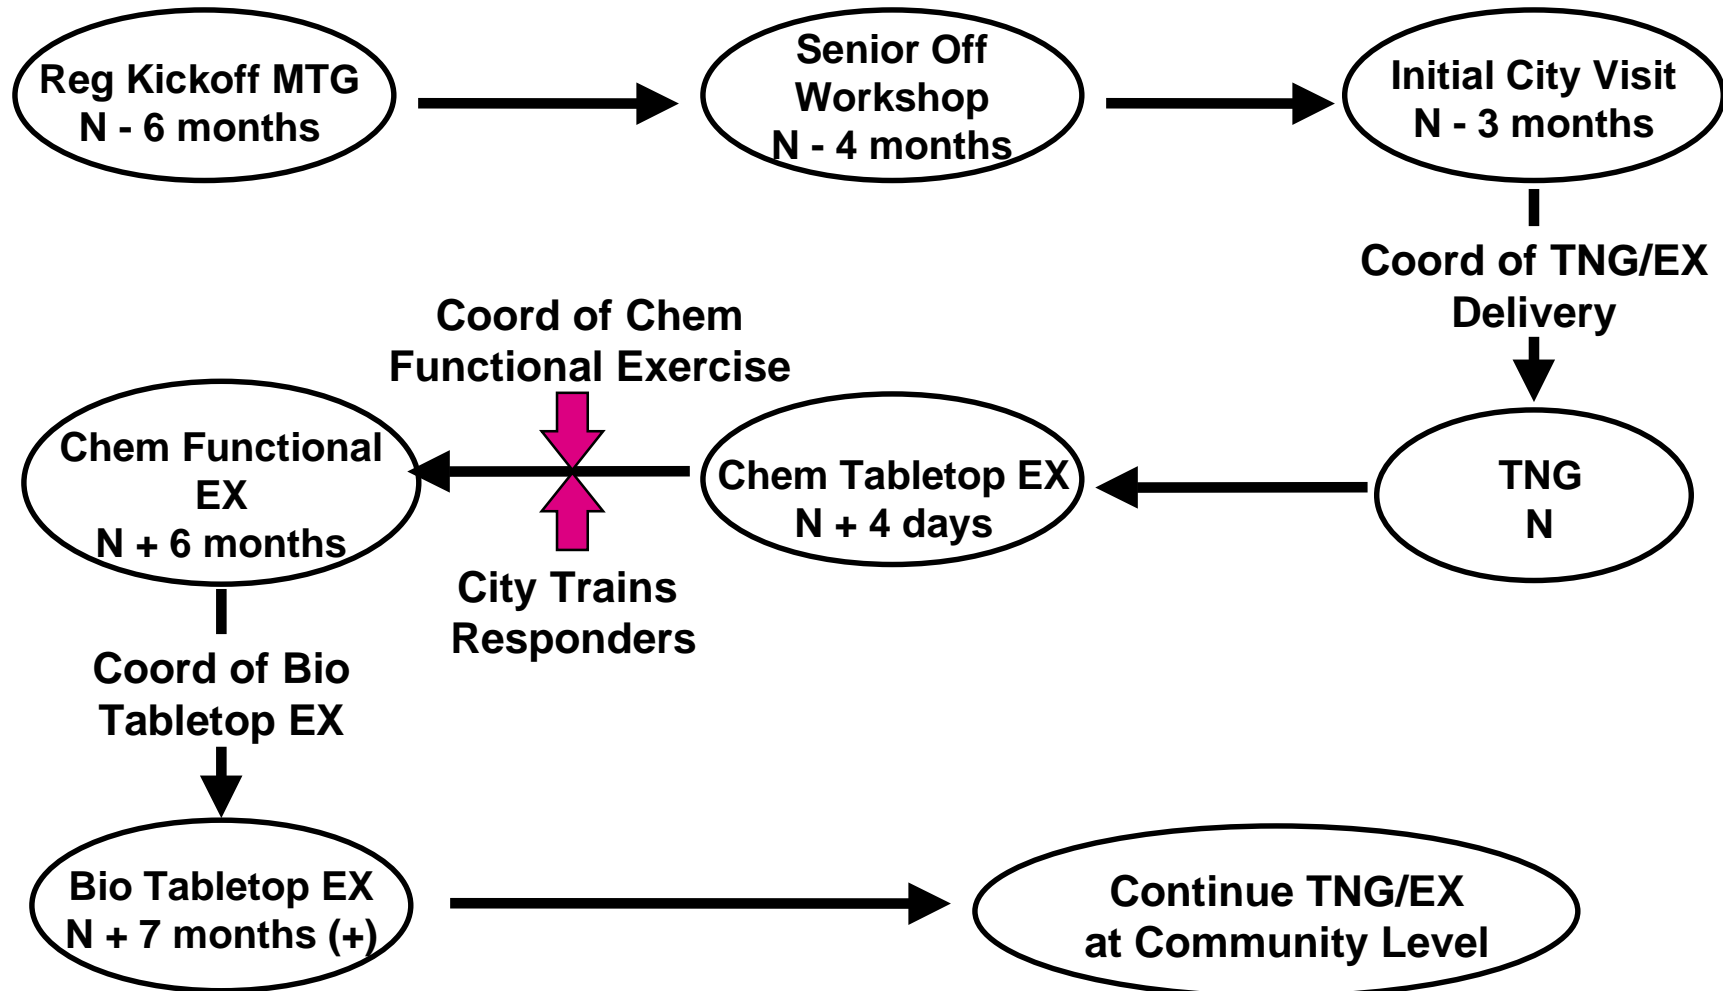 Reg Kickoff MTG
N - 6 months
Senior Off
Workshop
N - 4 months
Initial City Visit
N - 3 months
Coord of TNG/EX
Delivery
TNG
N
Chem Tabletop EX
N + 4 days
Coord of Chem
Functional Exercise
City Trains
Responders
Chem Functional
EX
N + 6 months
Coord of Bio
Tabletop EX
Bio Tabletop EX
N + 7 months (+)
Continue TNG/EX
at Community Level